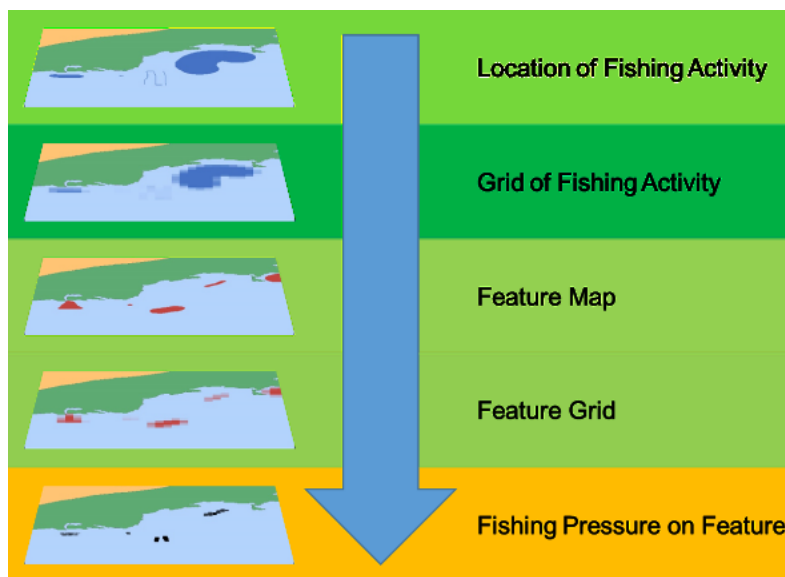 Location of Fishing Activity
Grid of Fishing Activity
Feature Map
Feature Grid
Fishing Pressure on Feature